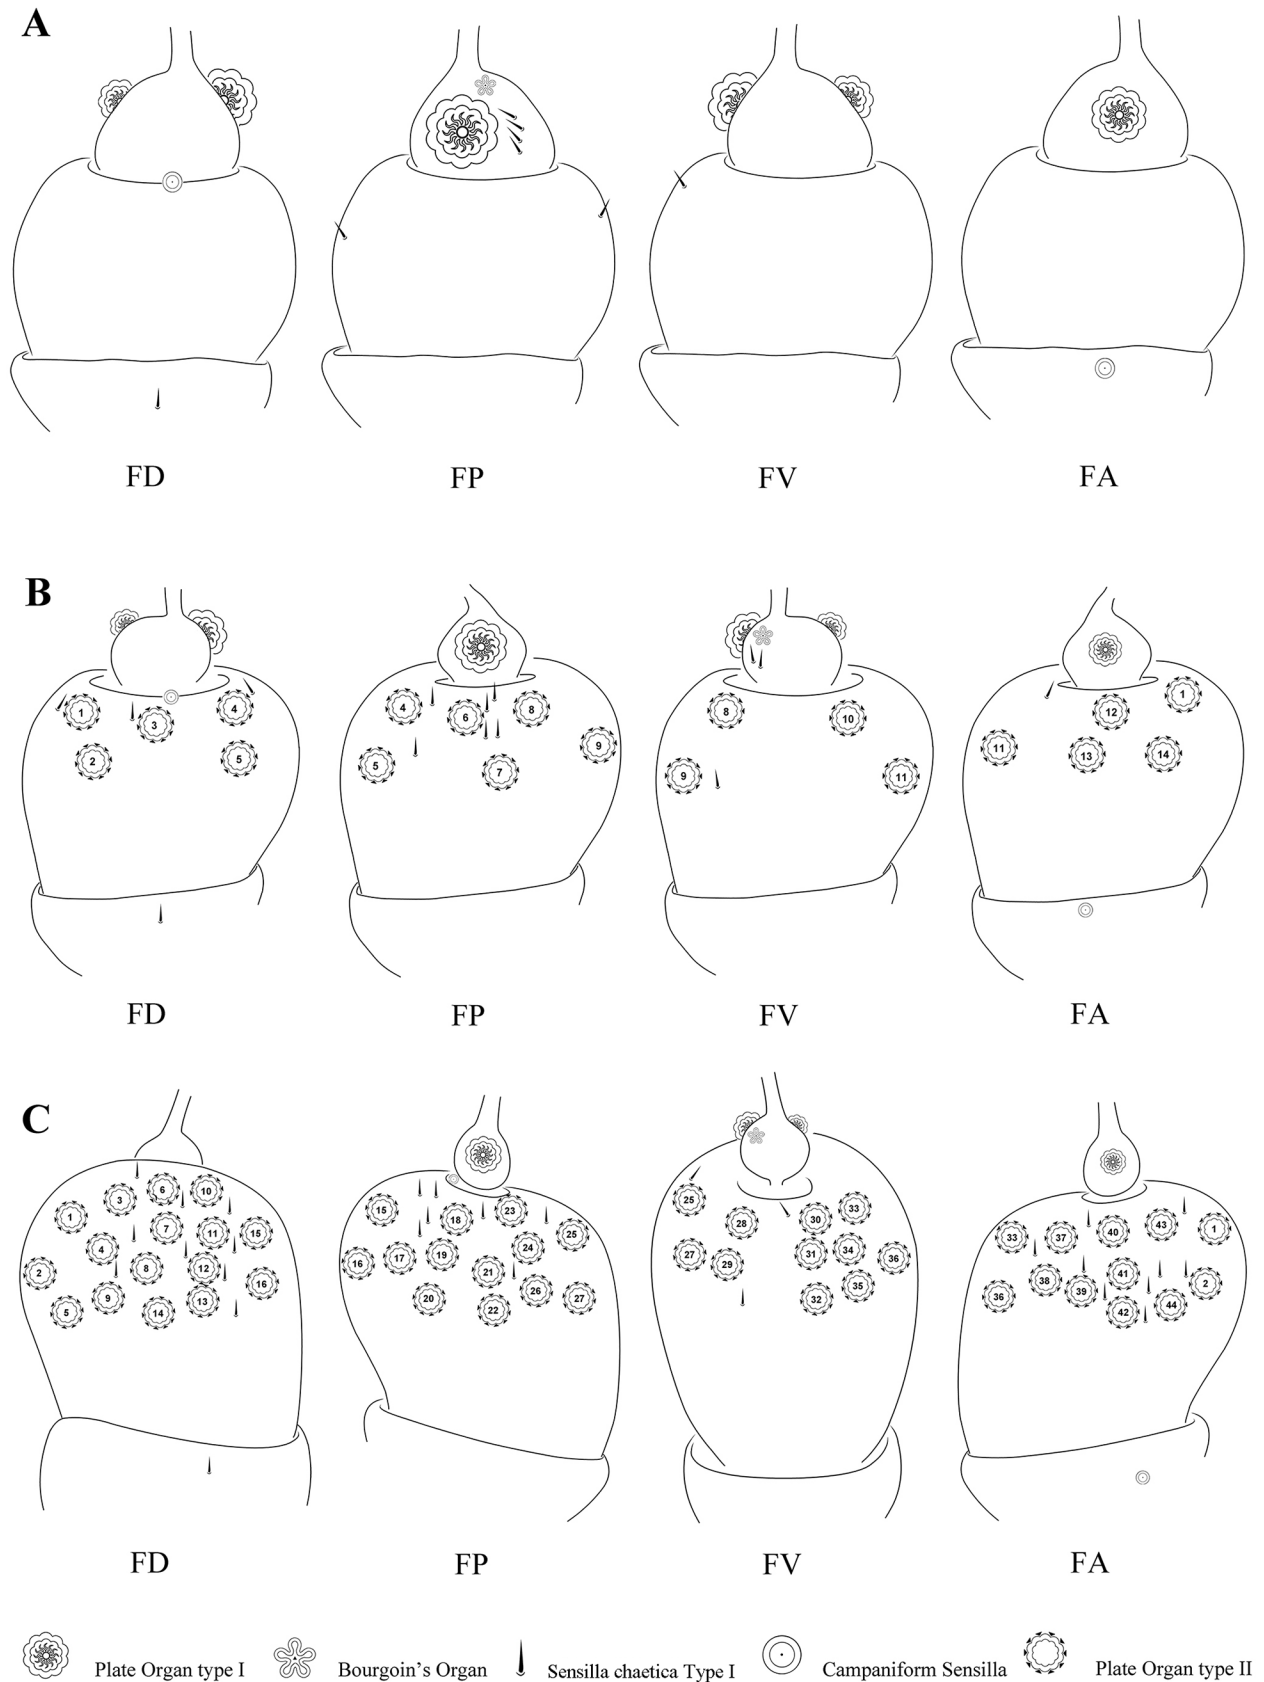 A
FD FP FV FA
B
1 2 3 4 5
4 5 6 7 8 9
8 9 10 11
1 11 12 13 14
FD FP FV FA
C
1 2 3 4 5 6 7 8 9 10 11 12 13 14 15 16
15 16 17 18 19 20 21 22 23 24 25 26 27
25 27 28 29 30 31 32 33 34 35 36
33 36 37 38 39 40 41 42 43 44 1 2
FD FP FV FA
Plate Organ type I Bourgoin’s Organ Sensilla chaetica Type I Campaniform Sensilla Plate Organ type II